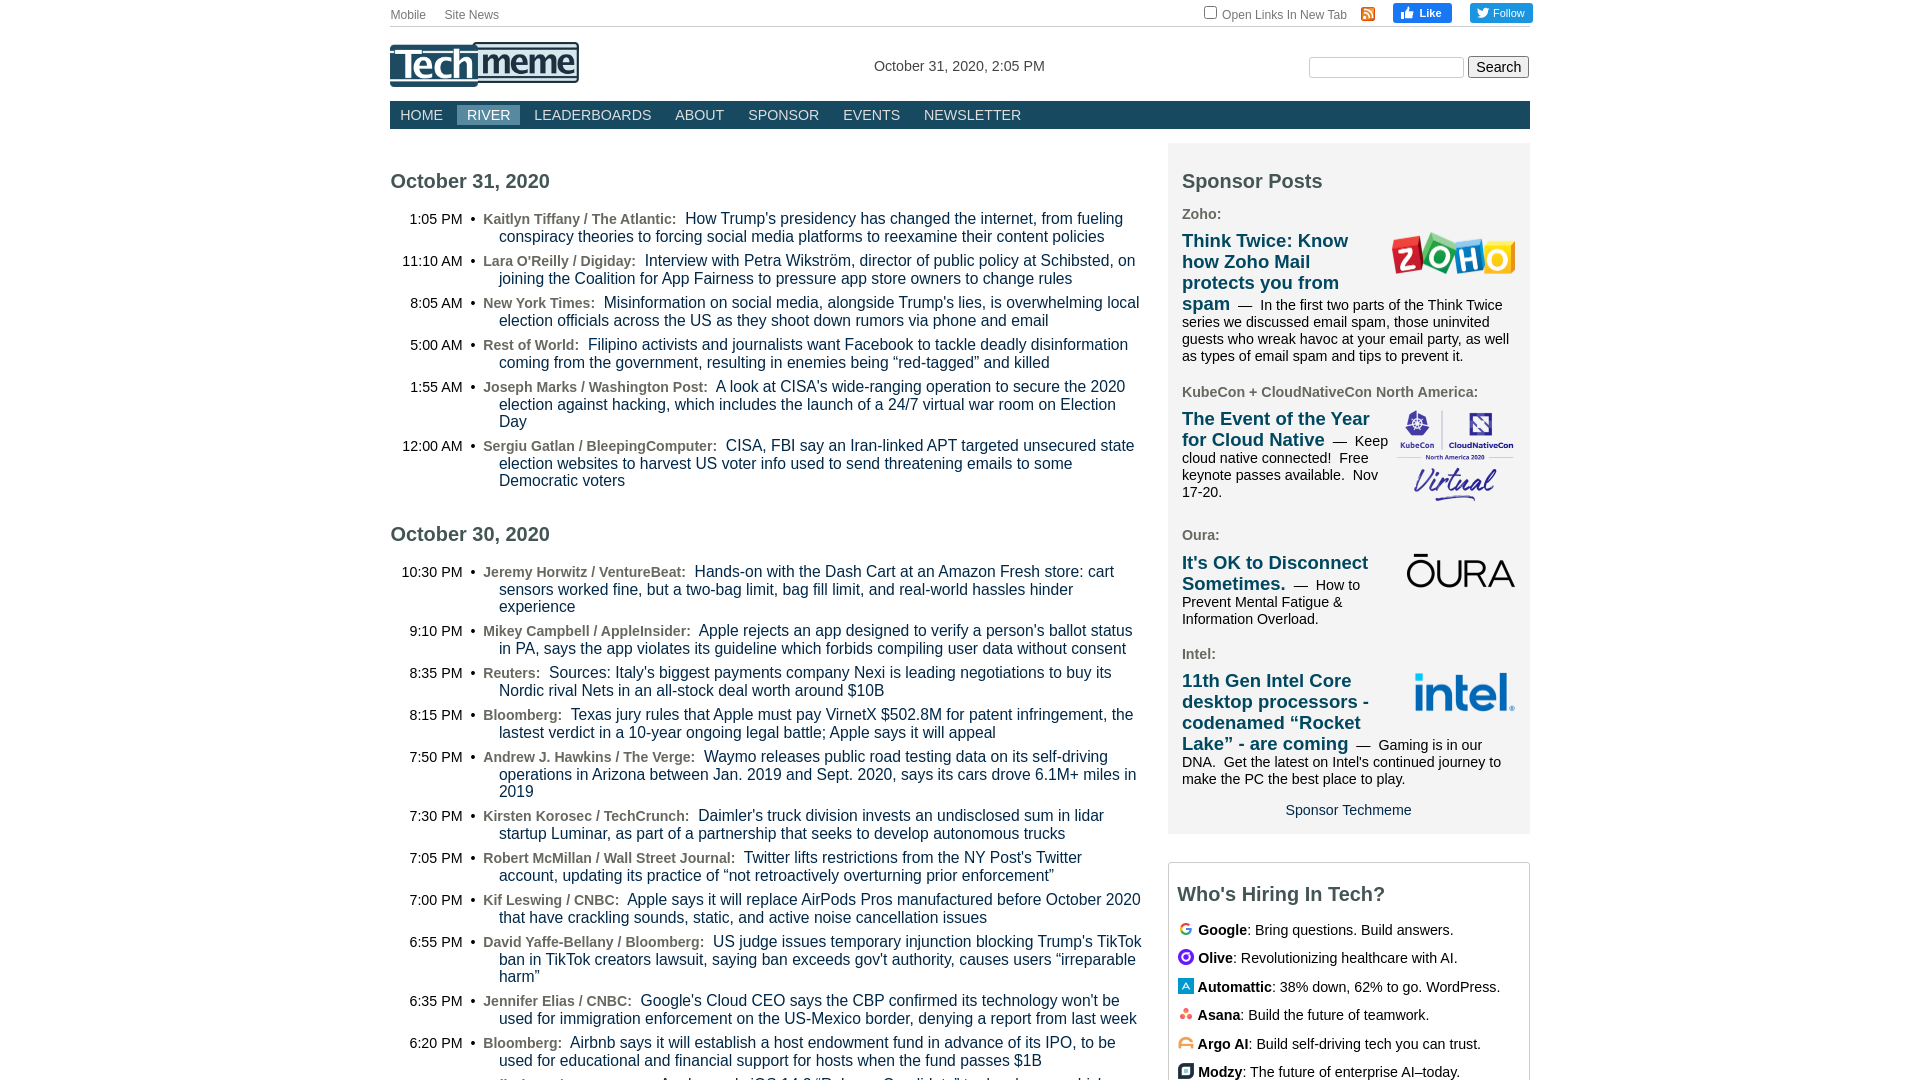 Mobile Site News Open Links In New Tab Like Follow
Techmeme October 31, 2020, 2:05 PM Search
HOME RIVER LEADERBOARDS ABOUT SPONSOR EVENTS NEWSLETTER
October 31, 2020
1:05 PM • Kaitlyn Tiffany / The Atlantic: How Trump's presidency has changed the internet, from fueling
conspiracy theories to forcing social media platforms to reexamine their content policies
11:10 AM • Lara O'Reilly / Digiday: Interview with Petra Wikström, director of public policy at Schibsted, on
joining the Coalition for App Fairness to pressure app store owners to change rules
8:05 AM • New York Times: Misinformation on social media, alongside Trump's lies, is overwhelming local
election officials across the US as they shoot down rumors via phone and email
5:00 AM • Rest of World: Filipino activists and journalists want Facebook to tackle deadly disinformation
coming from the government, resulting in enemies being “red-tagged” and killed
1:55 AM • Joseph Marks / Washington Post: A look at CISA's wide-ranging operation to secure the 2020
election against hacking, which includes the launch of a 24/7 virtual war room on Election
Day
12:00 AM • Sergiu Gatlan / BleepingComputer: CISA, FBI say an Iran-linked APT targeted unsecured state
election websites to harvest US voter info used to send threatening emails to some
Democratic voters
October 30, 2020
10:30 PM • Jeremy Horwitz / VentureBeat: Hands-on with the Dash Cart at an Amazon Fresh store: cart
sensors worked fine, but a two-bag limit, bag fill limit, and real-world hassles hinder
experience
9:10 PM • Mikey Campbell / AppleInsider: Apple rejects an app designed to verify a person's ballot status
in PA, says the app violates its guideline which forbids compiling user data without consent
8:35 PM • Reuters: Sources: Italy's biggest payments company Nexi is leading negotiations to buy its
Nordic rival Nets in an all-stock deal worth around $10B
8:15 PM • Bloomberg: Texas jury rules that Apple must pay VirnetX $502.8M for patent infringement, the
lastest verdict in a 10-year ongoing legal battle; Apple says it will appeal
7:50 PM • Andrew J. Hawkins / The Verge: Waymo releases public road testing data on its self-driving
operations in Arizona between Jan. 2019 and Sept. 2020, says its cars drove 6.1M+ miles in
2019
7:30 PM • Kirsten Korosec / TechCrunch: Daimler's truck division invests an undisclosed sum in lidar
startup Luminar, as part of a partnership that seeks to develop autonomous trucks
7:05 PM • Robert McMillan / Wall Street Journal: Twitter lifts restrictions from the NY Post's Twitter
account, updating its practice of “not retroactively overturning prior enforcement”
7:00 PM • Kif Leswing / CNBC: Apple says it will replace AirPods Pros manufactured before October 2020
that have crackling sounds, static, and active noise cancellation issues
6:55 PM • David Yaffe-Bellany / Bloomberg: US judge issues temporary injunction blocking Trump's TikTok
ban in TikTok creators lawsuit, saying ban exceeds gov't authority, causes users “irreparable
harm”
6:35 PM • Jennifer Elias / CNBC: Google's Cloud CEO says the CBP confirmed its technology won't be
used for immigration enforcement on the US-Mexico border, denying a report from last week
6:20 PM • Bloomberg: Airbnb says it will establish a host endowment fund in advance of its IPO, to be
used for educational and financial support for hosts when the fund passes $1B
Sponsor Posts
Zoho:
Think Twice: Know
how Zoho Mail
protects you from
spam — In the first two parts of the Think Twice
series we discussed email spam, those uninvited
guests who wreak havoc at your email party, as well
as types of email spam and tips to prevent it.
ZOHO
KubeCon + CloudNativeCon North America:
The Event of the Year
for Cloud Native — Keep
cloud native connected! Free
keynote passes available. Nov
17-20.
KubeCon CloudNativeCon
North America 2020
Virtual
Oura:
It's OK to Disconnect
Sometimes. — How to
Prevent Mental Fatigue &
Information Overload.
ŌURA
Intel:
11th Gen Intel Core
desktop processors -
codenamed “Rocket
Lake” - are coming — Gaming is in our
DNA. Get the latest on Intel's continued journey to
make the PC the best place to play.
intel®
Sponsor Techmeme
Who's Hiring In Tech?
Google: Bring questions. Build answers.
Olive: Revolutionizing healthcare with AI.
Automattic: 38% down, 62% to go. WordPress.
Asana: Build the future of teamwork.
Argo AI: Build self-driving tech you can trust.
Modzy: The future of enterprise AI–today.